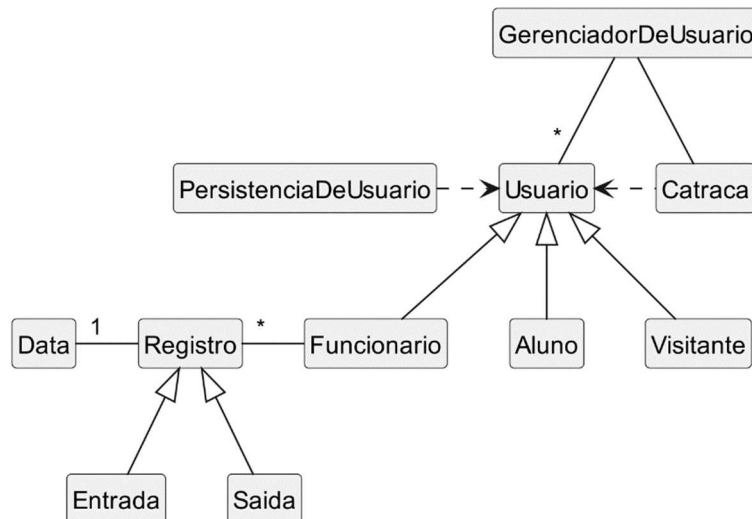 GerenciadorDeUsuario
*
PersistenciaDeUsuario
Usuario
Catraca
Data
1
Registro
*
Funcionario
Aluno
Visitante
Entrada
Saida